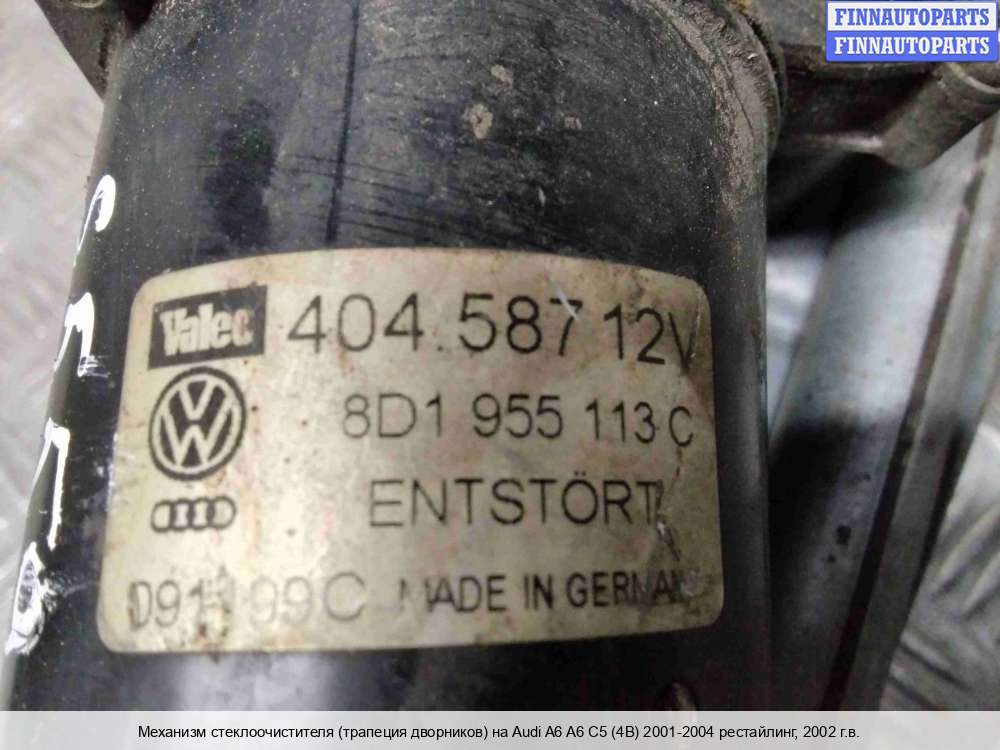 FINNAUTOPARTS
FINNAUTOPARTS
Valeo 404.587 12V
8D1 955 113 C
ENTSTÖRT
MADE IN GERMANY
Механизм стеклоочистителя (трапеция дворников) на Audi A6 A6 C5 (4B) 2001-2004 рестайлинг, 2002 г.в.